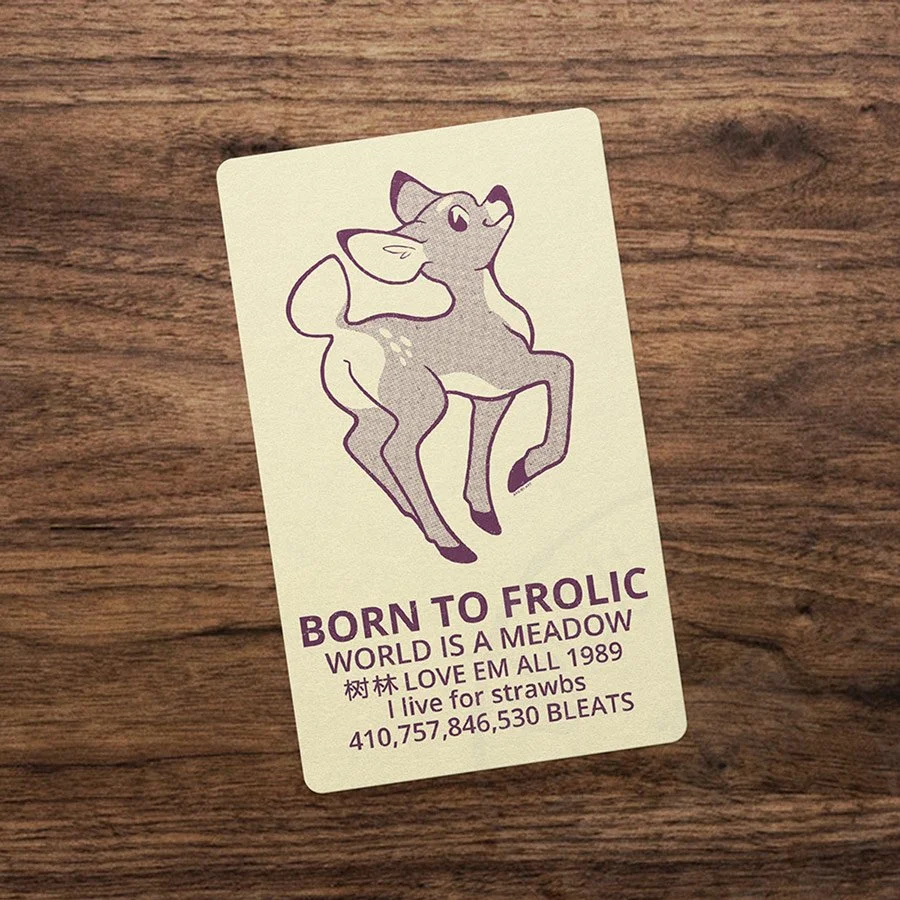 BORN TO FROLIC
WORLD IS A MEADOW
树林 LOVE EM ALL 1989
I live for strawbs
410,757,846,530 BLEATS